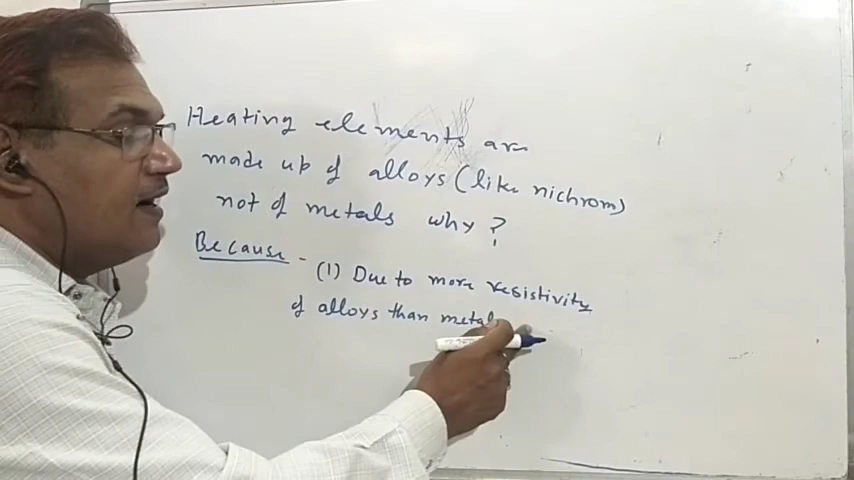 Heating elements are
made up of alloys (like nichrom)
not of metals why?
Because - (1) Due to more resistivity
of alloys than metal